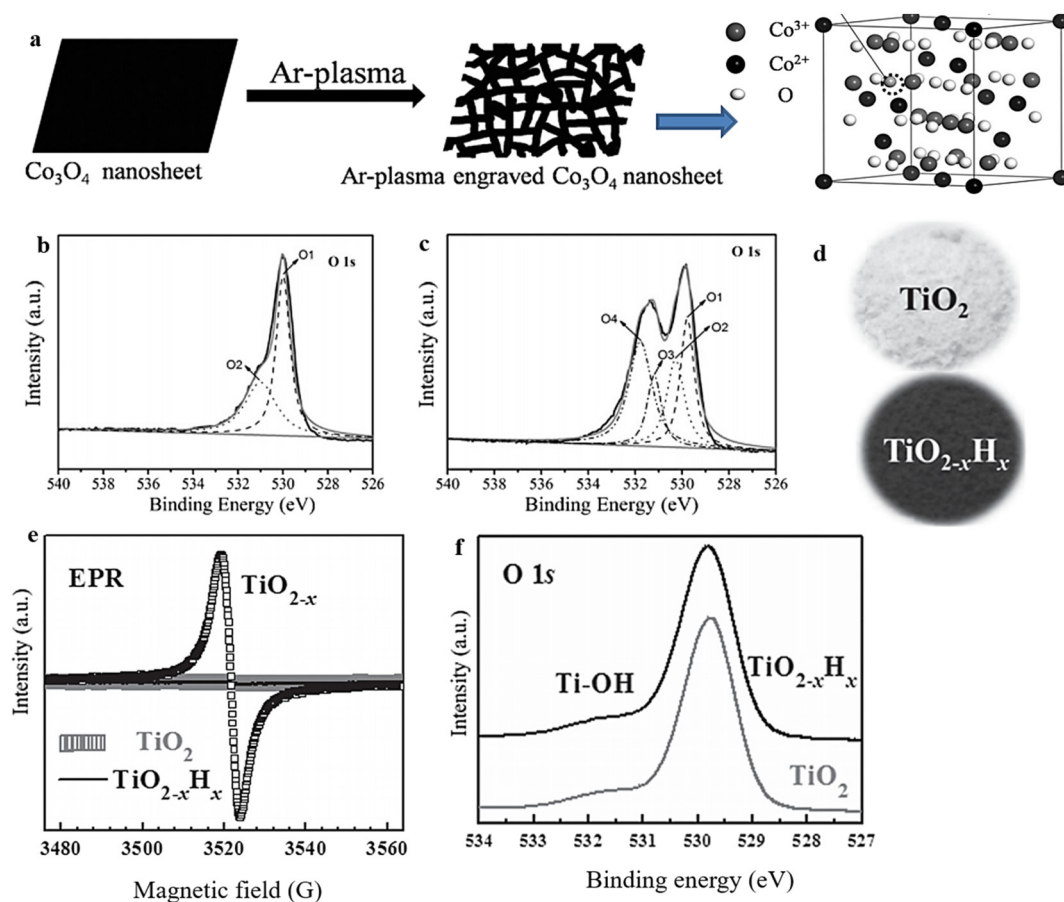 a
Ar-plasma
Co₃O₄ nanosheet
Ar-plasma engraved Co₃O₄ nanosheet
Co³⁺
Co²⁺
O
b
O 1s
O1
O2
Intensity (a.u.)
540 538 536 534 532 530 528 526
Binding Energy (eV)
c
O 1s
O4
O1
O2
O3
Intensity (a.u.)
540 538 536 534 532 530 528 526
Binding Energy (eV)
d
TiO₂
TiO₂₋ₓHₓ
e
EPR
TiO₂₋ₓ
TiO₂
TiO₂₋ₓHₓ
Intensity (a.u.)
3480 3500 3520 3540 3560
Magnetic field (G)
f
O 1s
Ti-OH
TiO₂₋ₓHₓ
TiO₂
Intensity (a.u.)
534 533 532 531 530 529 528 527
Binding energy (eV)